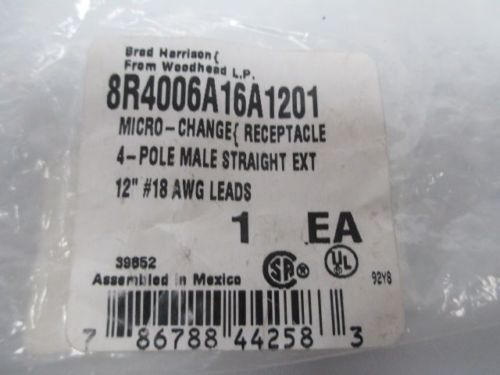 Brad Harrison{
From Woodhead L.P.
8R4006A16A1201
MICRO-CHANGE{ RECEPTACLE
4-POLE MALE STRAIGHT EXT
12" #18 AWG LEADS
1 EA
39852
Assembled in Mexico
SA ® UL
92Y8
7 86788 44258 3